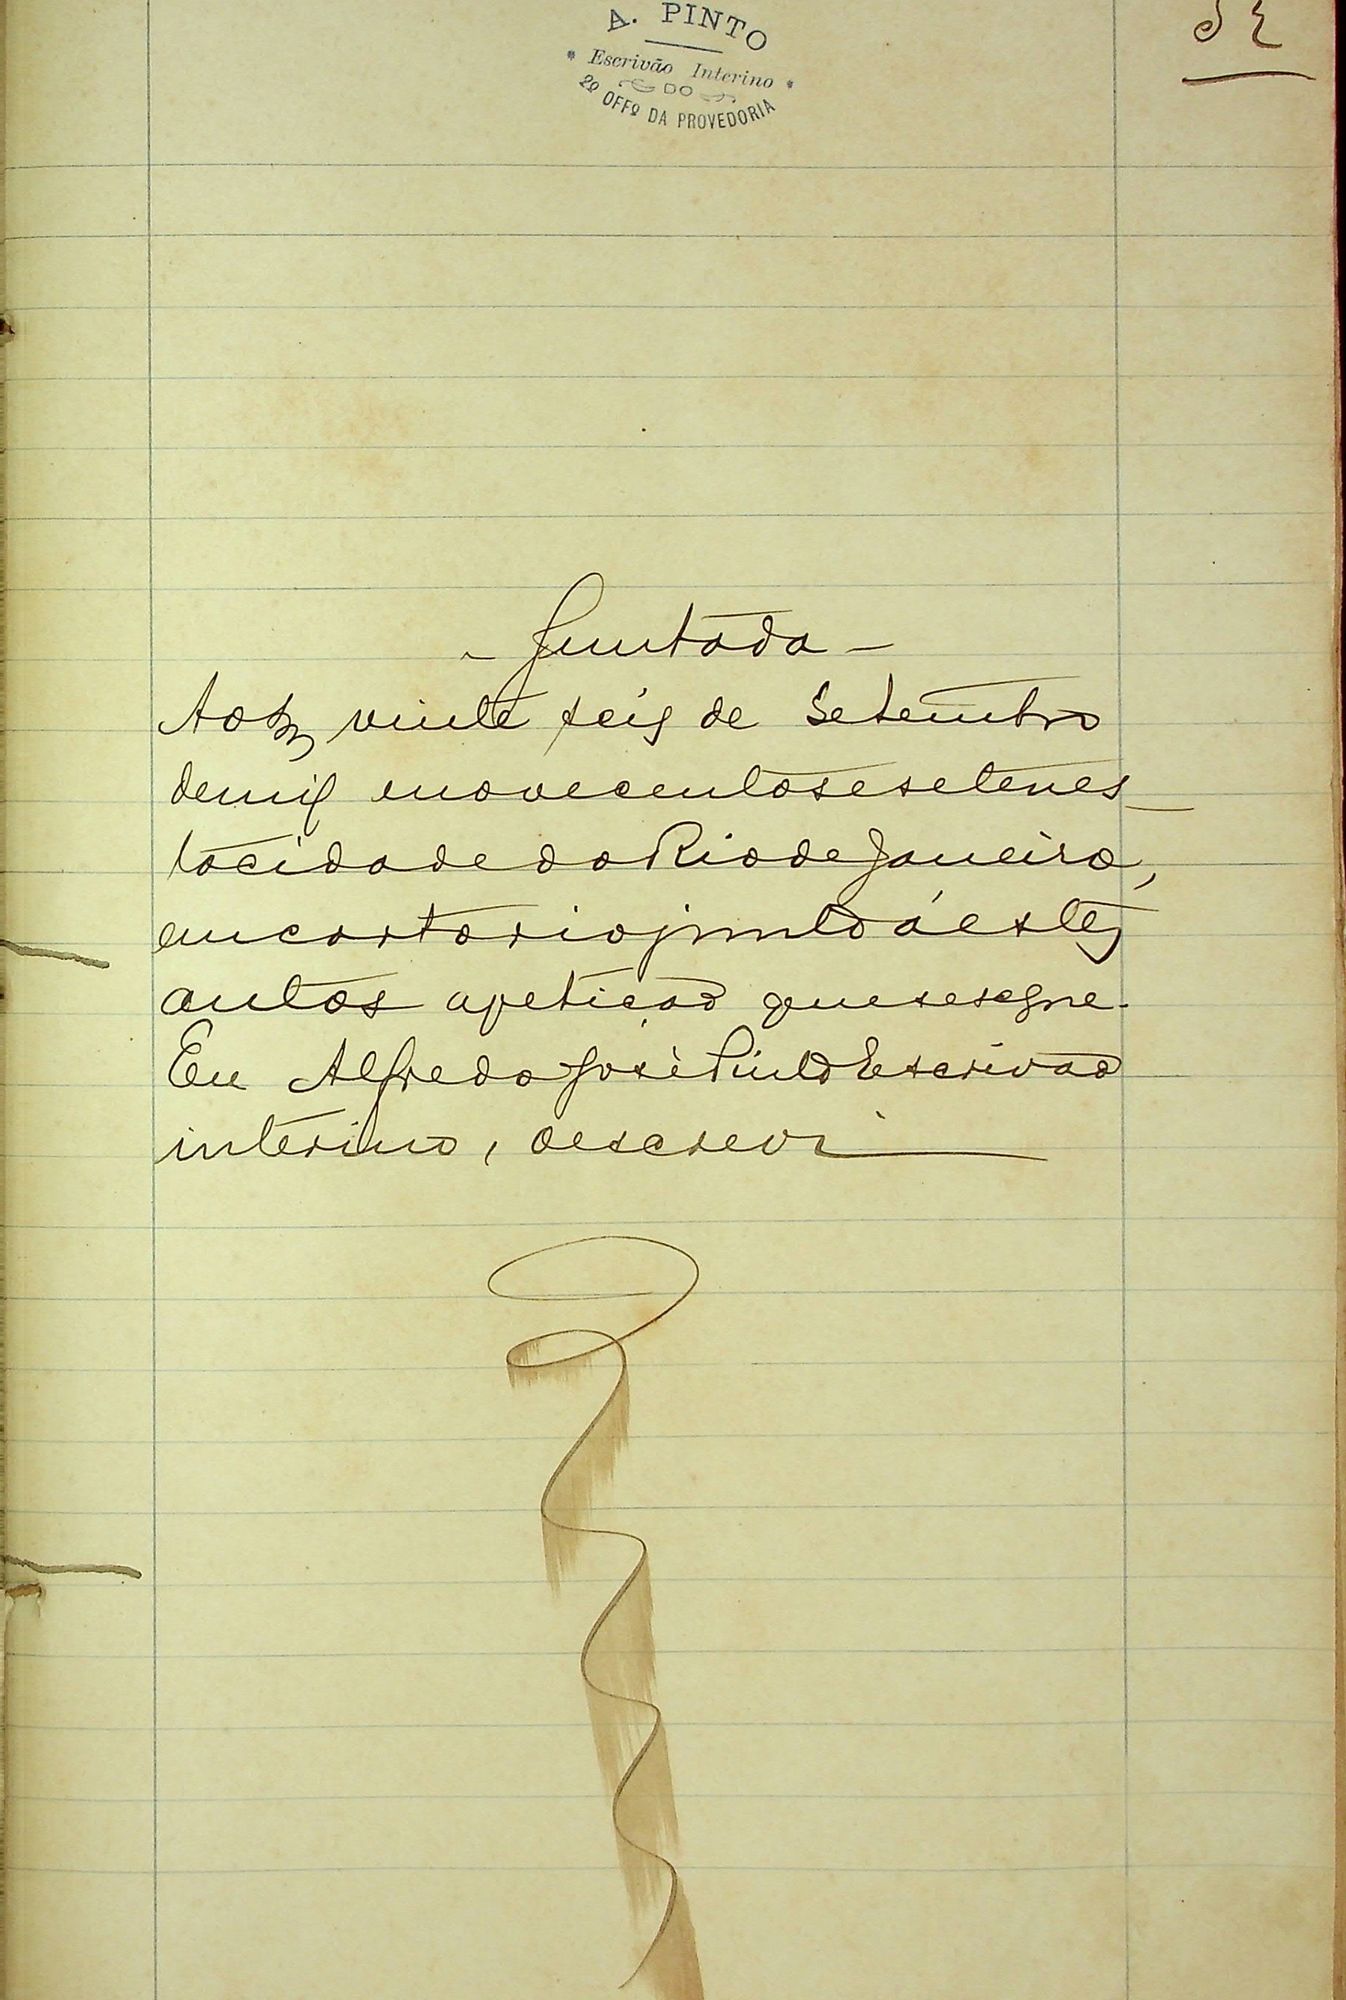 A. PINTO
Escrivão Interino
DO
2º OFFº DA PROVEDORIA
- Juntada -
Aos vinte seis de Setembro
de mil e novecentos e sete nes-
ta cidade do Rio de Janeiro,
em cartorio junto á estes
autos a petição que se segue.
Eu Alfredo José Pinto Escrivão
interino, o escrevi